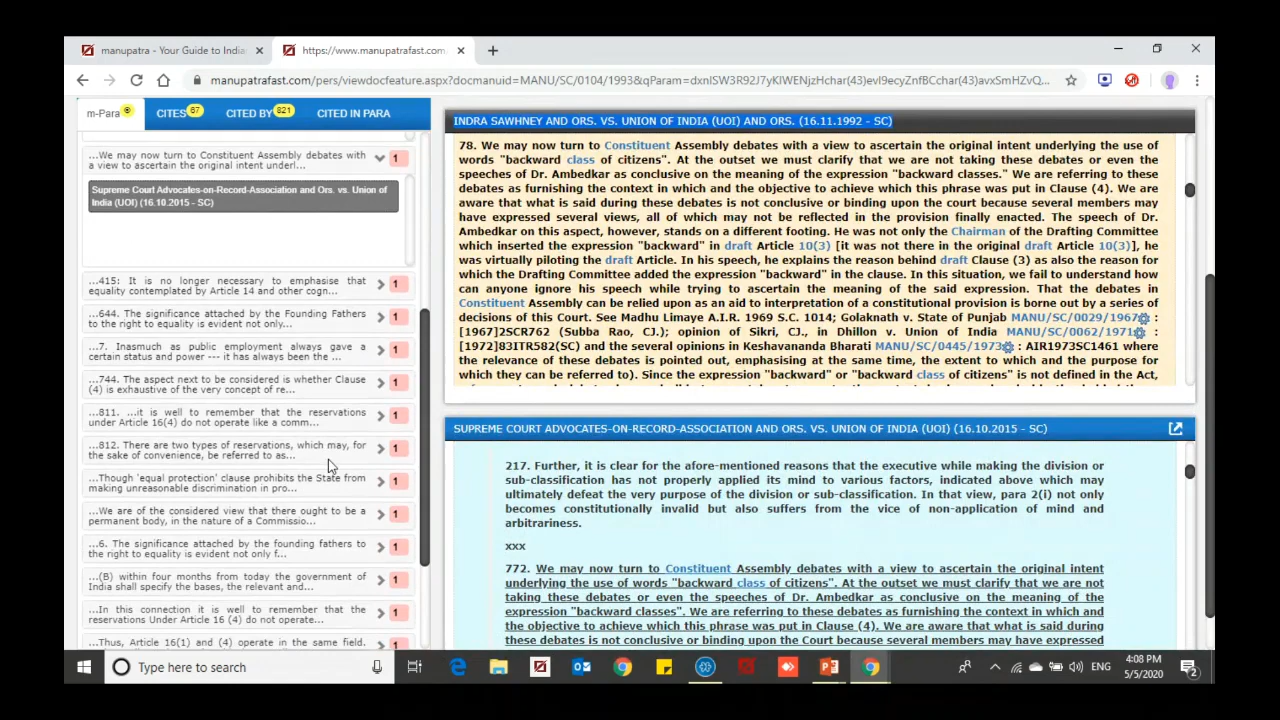 manupatra - Your Guide to India
https://www.manupatrafast.com
manupatrafast.com/pers/viewdocfeature.aspx?docmanuid=MANU/SC/0104/1993&qParam=
m-Para
CITES 87
CITED BY 821
CITED IN PARA
...We may now turn to Constituent Assembly debates with
a view to ascertain the original intent underl...
1
Supreme Court Advocates-on-Record-Association and Ors. vs. Union of
India (UOI) (16.10.2015 - SC)
...415: It is no longer necessary to emphasise that
equality contemplated by Article 14 and other cogn...
1
...644. The significance attached by the Founding Fathers
to the right to equality is evident not only...
1
...7. Inasmuch as public employment always gave a
certain status and power --- it has always been the ...
1
...744. The aspect next to be considered is whether Clause
(4) is exhaustive of the very concept of re...
1
...811. ...it is well to remember that the reservations
under Article 16(4) do not operate like a comm...
1
...812. There are two types of reservations, which may, for
the sake of convenience, be referred to as...
1
...Though 'equal protection' clause prohibits the State from
making unreasonable discrimination in pro...
1
...We are of the considered view that there ought to be a
permanent body, in the nature of a Commissio...
1
...6. The significance attached by the founding fathers to
the right to equality is evident not only f...
1
...(B) within four months from today the government of
India shall specify the bases, the relevant and...
1
...In this connection it is well to remember that the
reservations Under Article 16 (4) do not operate...
1
...Thus, Article 16(1) and (4) operate in the same field.
1
INDRA SAWHNEY AND ORS. VS. UNION OF INDIA (UOI) AND ORS. (16.11.1992 - SC)
78. We may now turn to Constituent Assembly debates with a view to ascertain the original intent underlying the use of
words "backward class of citizens". At the outset we must clarify that we are not taking these debates or even the
speeches of Dr. Ambedkar as conclusive on the meaning of the expression "backward classes." We are referring to these
debates as furnishing the context in which and the objective to achieve which this phrase was put in Clause (4). We are
aware that what is said during these debates is not conclusive or binding upon the court because several members may
have expressed several views, all of which may not be reflected in the provision finally enacted. The speech of Dr.
Ambedkar on this aspect, however, stands on a different footing. He was not only the Chairman of the Drafting Committee
which inserted the expression "backward" in draft Article 10(3) [it was not there in the original draft Article 10(3)], he
was virtually piloting the draft Article. In his speech, he explains the reason behind draft Clause (3) as also the reason for
which the Drafting Committee added the expression "backward" in the clause. In this situation, we fail to understand how
can anyone ignore his speech while trying to ascertain the meaning of the said expression. That the debates in
Constituent Assembly can be relied upon as an aid to interpretation of a constitutional provision is borne out by a series of
decisions of this Court. See Madhu Limaye A.I.R. 1969 S.C. 1014; Golaknath v. State of Punjab MANU/SC/0029/1967 :
[1967]2SCR762 (Subba Rao, CJ.); opinion of Sikri, CJ., in Dhillon v. Union of India MANU/SC/0062/1971 :
[1972]83ITR582(SC) and the several opinions in Keshavananda Bharati MANU/SC/0445/1973 : AIR1973SC1461 where
the relevance of these debates is pointed out, emphasising at the same time, the extent to which and the purpose for
which they can be referred to). Since the expression "backward" or "backward class of citizens" is not defined in the Act,
SUPREME COURT ADVOCATES-ON-RECORD-ASSOCIATION AND ORS. VS. UNION OF INDIA (UOI) (16.10.2015 - SC)
217. Further, it is clear for the afore-mentioned reasons that the executive while making the division or
sub-classification has not properly applied its mind to various factors, indicated above which may
ultimately defeat the very purpose of the division or sub-classification. In that view, para 2(i) not only
becomes constitutionally invalid but also suffers from the vice of non-application of mind and
arbitrariness.
xxx
772. We may now turn to Constituent Assembly debates with a view to ascertain the original intent
underlying the use of words "backward class of citizens". At the outset we must clarify that we are not
taking these debates or even the speeches of Dr. Ambedkar as conclusive on the meaning of the
expression "backward classes". We are referring to these debates as furnishing the context in which and
the objective to achieve which this phrase was put in Clause (4). We are aware that what is said during
these debates is not conclusive or binding upon the Court because several members may have expressed
Type here to search
ENG
4:08 PM
5/5/2020
2